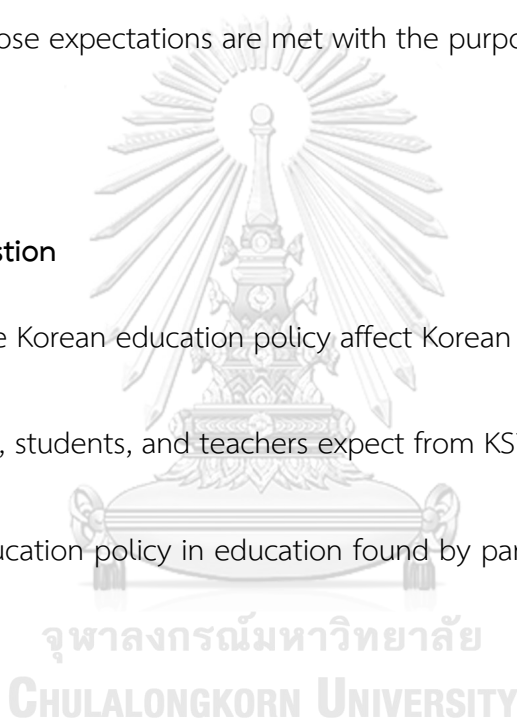 ose expectations are met with the purpo
stion
e Korean education policy affect Korean
, students, and teachers expect from KS
ucation policy in education found by par
จุฬาลงกรณ์มหาวิทยาลัย
CHULALONGKORN UNIVERSITY